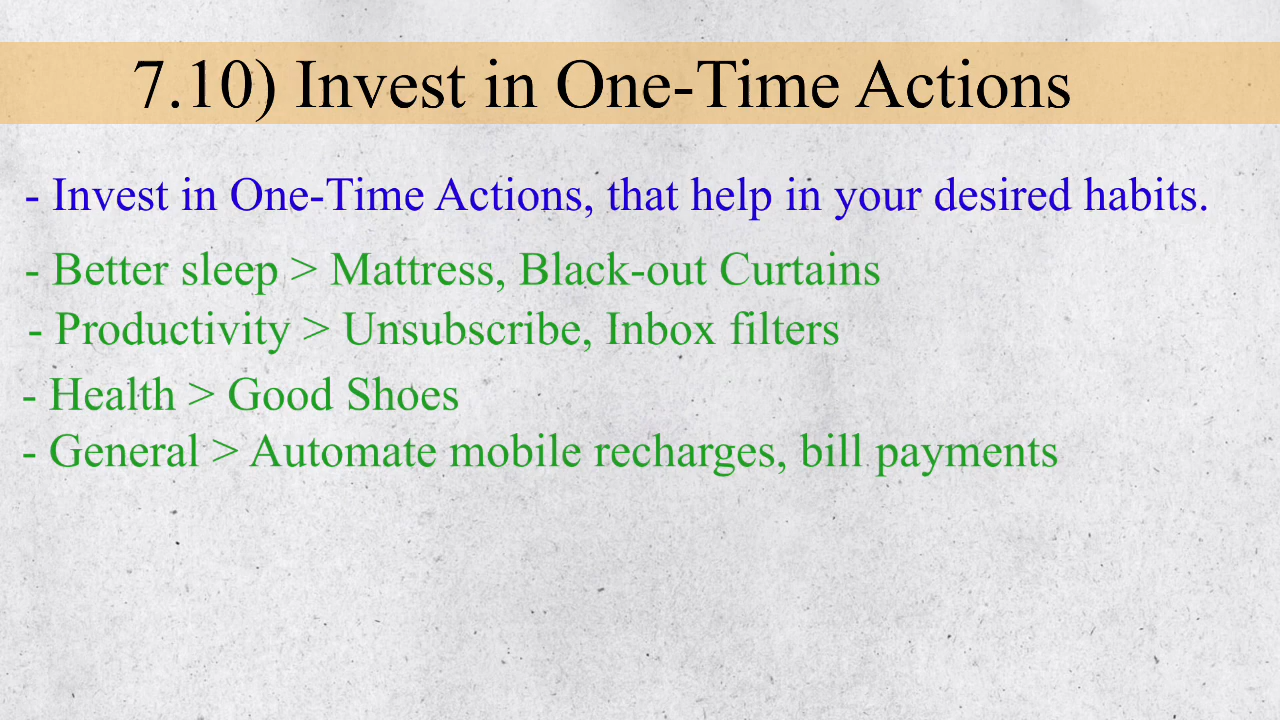 7.10) Invest in One-Time Actions
- Invest in One-Time Actions, that help in your desired habits.
- Better sleep > Mattress, Black-out Curtains
- Productivity > Unsubscribe, Inbox filters
- Health > Good Shoes
- General > Automate mobile recharges, bill payments